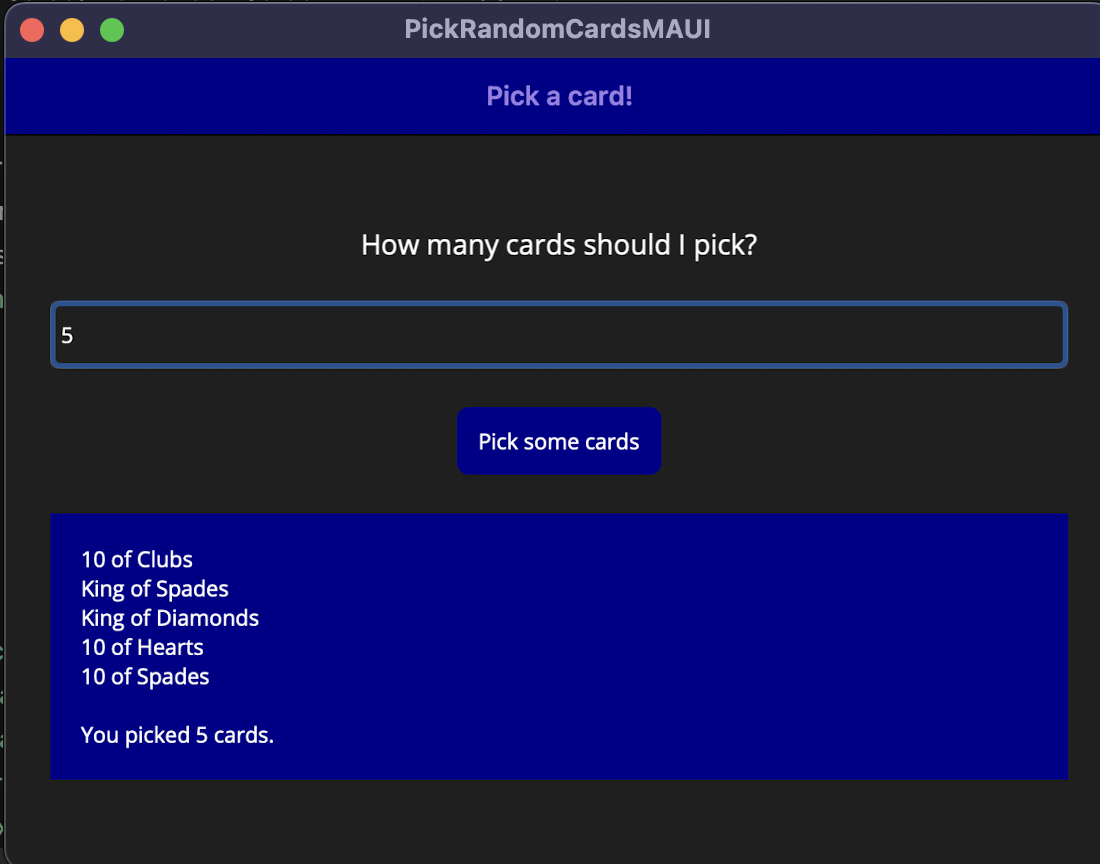 PickRandomCardsMAUI
Pick a card!
How many cards should I pick?
5
Pick some cards
10 of Clubs
King of Spades
King of Diamonds
10 of Hearts
10 of Spades
You picked 5 cards.